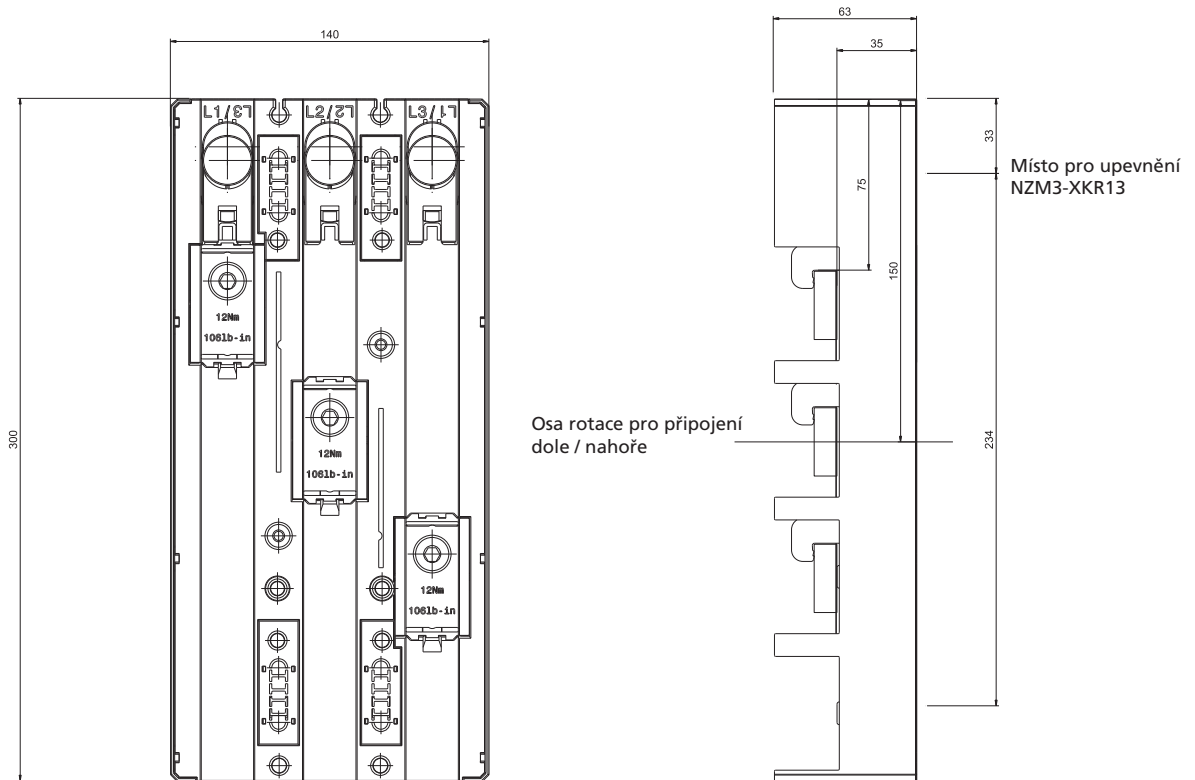 140
63
35
L1/L3
L2/L2
L3/L1
33
Místo pro upevnění
NZM3-XKR13
75
150
12Nm
106lb-in
300
Osa rotace pro připojení
dole / nahoře
234
12Nm
106lb-in
12Nm
106lb-in